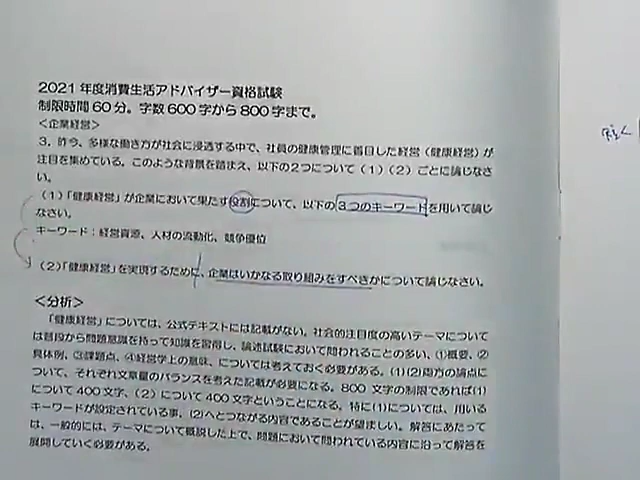 2021年度消費生活アドバイザー資格試験
制限時間60分。字数600字から800字まで。
<企業経営>
3．昨今、多様な働き方が社会に浸透する中で、社員の健康管理に着目した経営（健康経営）が
注目を集めている。このような背景を踏まえ、以下の2つについて（1）（2）ごとに論じなさ
い。
（1）「健康経営」が企業において果たす役割について、以下の3つのキーワードを用いて論じ
なさい。
キーワード：経営資源、人材の流動化、競争優位
（2）「健康経営」を実現するために、企業はいかなる取り組みをすべきかについて論じなさい。
＜分析＞
「健康経営」については、公式テキストには記載がない。社会的注目度の高いテーマについて
は普段から問題意識を持って知識を習得し、論述試験において問われることの多い、①概要、②
具体例、③課題点、④経営学上の意味、については考えておく必要がある。(1)(2)両方の論点に
ついて、それぞれ文章量のバランスを考えた記載が必要になる。800文字の制限であれば(1)
について400文字、（2）について400文字ということになる。特に(1)については、用いる
キーワードが設定されている事、(2)へとつながる内容であることが望ましい。解答にあたって
は、一般的には、テーマについて概説した上で、問題において問われている内容に沿って解答を
展開していく必要がある。